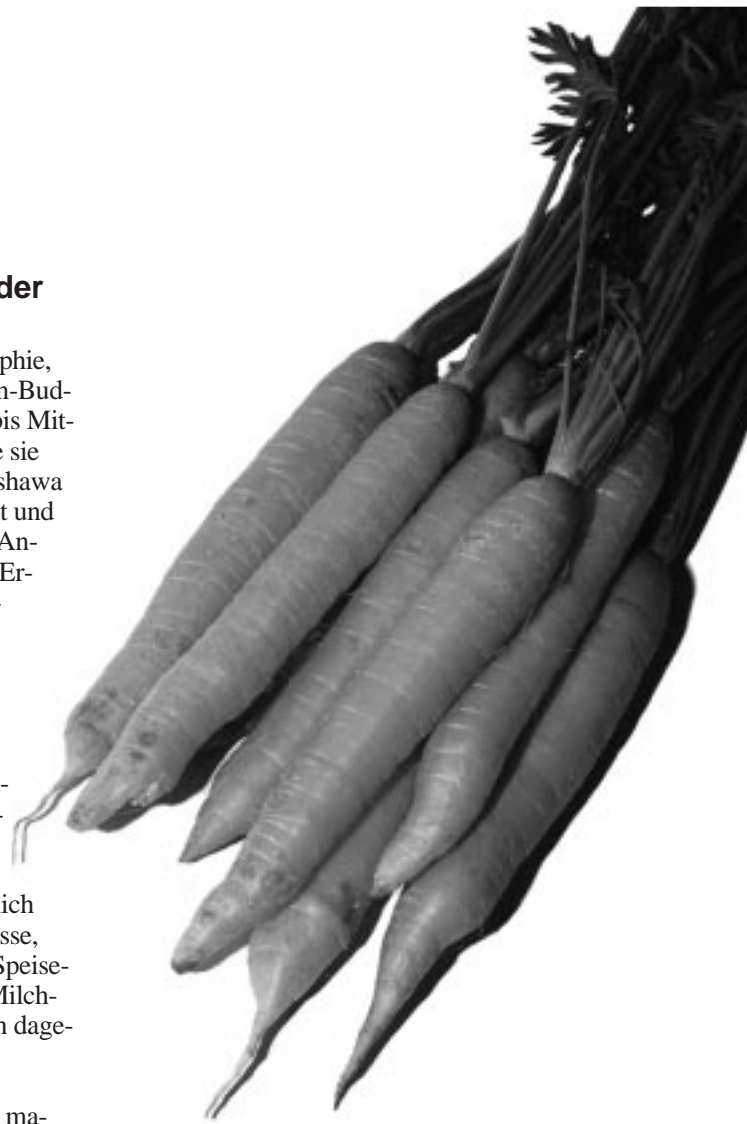 der
phie,
n-Bud-
bis Mit-
e sie
shawa
t und
An-
Er-
-
-
-
ich
sse,
Speise-
Milch-
n dage-
ma-